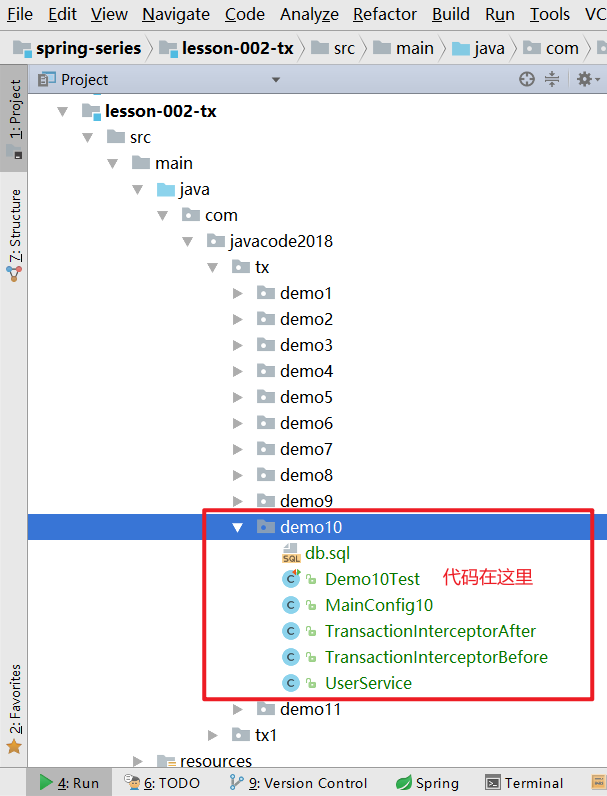 File Edit View Navigate Code Analyze Refactor Build Run Tools VC
spring-series lesson-002-tx src main java com
Project
1: Project
7: Structure
2: Favorites
lesson-002-tx
src
main
java
com
javacode2018
tx
demo1
demo2
demo3
demo4
demo5
demo6
demo7
demo8
demo9
demo10
SQL db.sql
C Demo10Test 代码在这里
C MainConfig10
C TransactionInterceptorAfter
C TransactionInterceptorBefore
C UserService
demo11
tx1
resources
4: Run 6: TODO 9: Version Control Spring Terminal